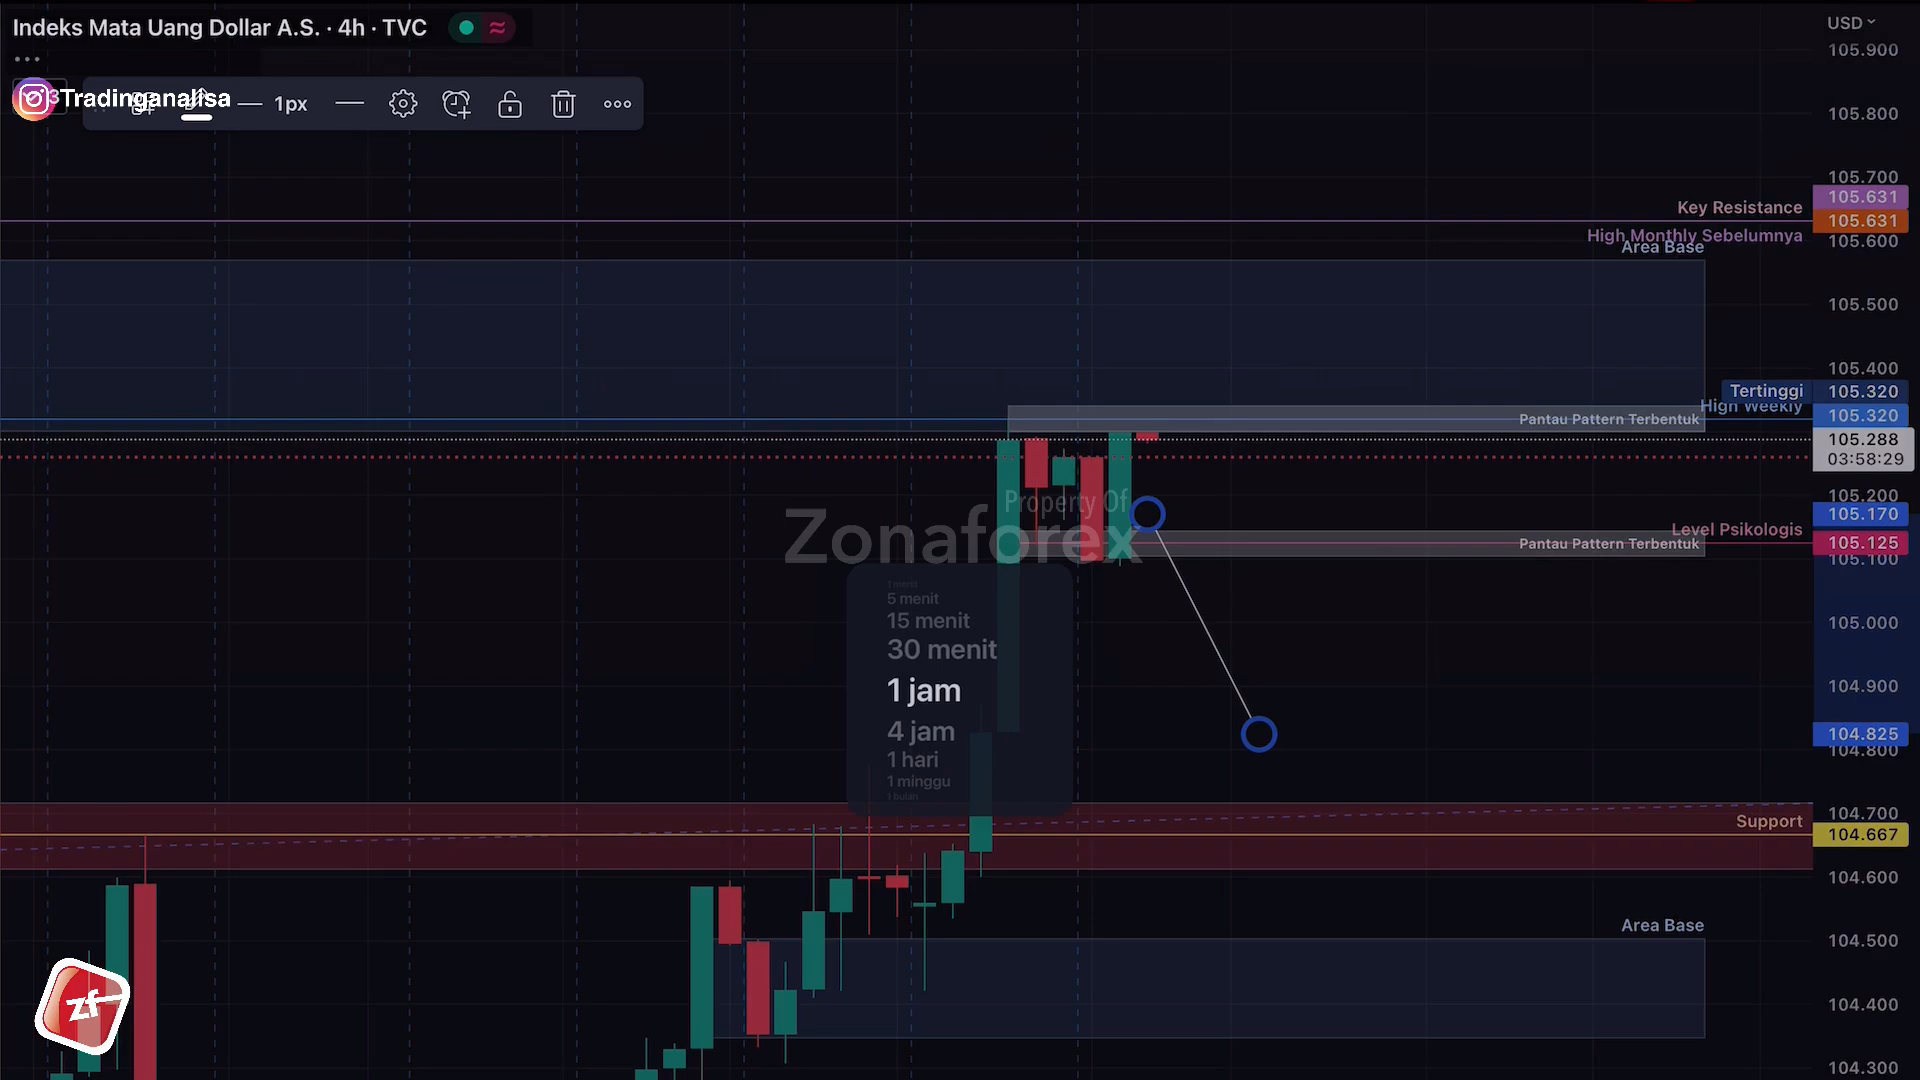 Indeks Mata Uang Dollar A.S. · 4h · TVC
USD
Tradinganalisa
1px
105.900
105.800
105.700
Key Resistance 105.631
105.631
High Monthly Sebelumnya 105.600
Area Base
105.500
105.400
Tertinggi 105.320
High Weekly 105.320
Pantau Pattern Terbentuk
105.288
03:58:29
105.200
105.170
Property Of
Zonaforex
Level Psikologis
Pantau Pattern Terbentuk 105.125
105.100
1 menit
5 menit
15 menit
30 menit
1 jam
4 jam
1 hari
1 minggu
1 bulan
105.000
104.900
104.825
104.800
104.700
Support 104.667
104.600
Area Base
104.500
104.400
104.300
zf